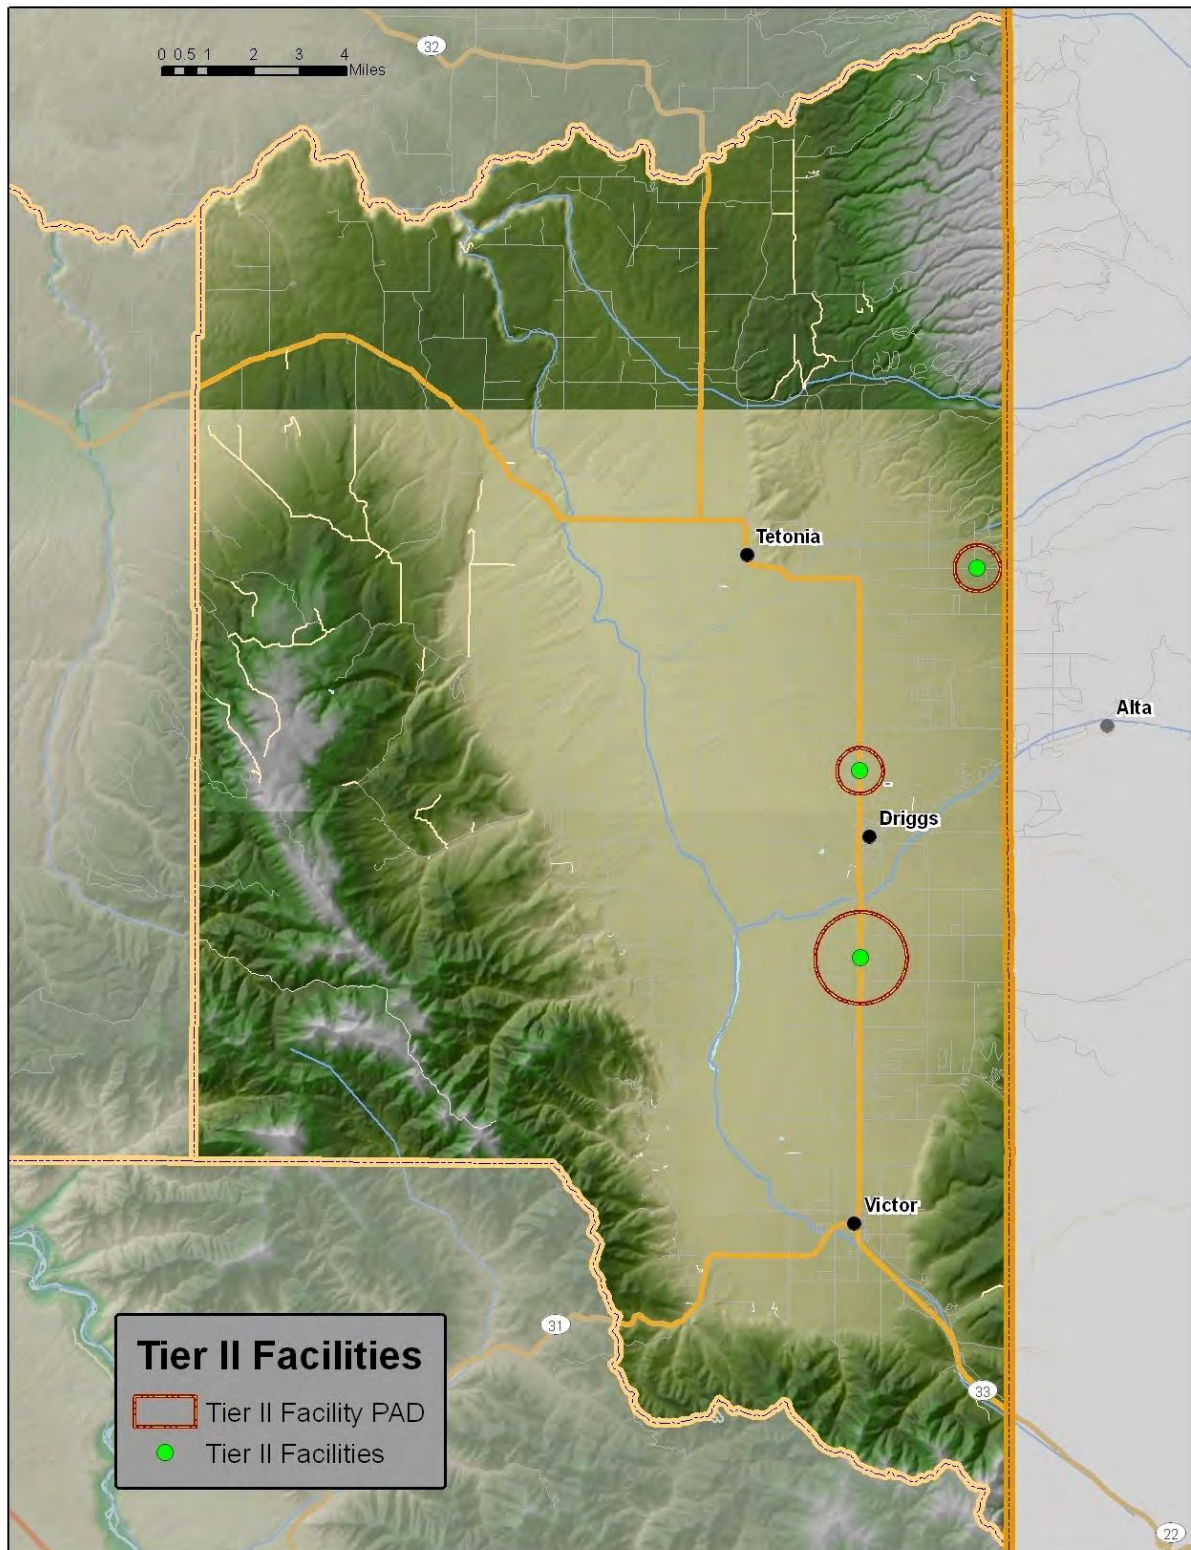 32
0 0.5 1 2 3 4
Miles
Tetonia
Alta
Driggs
Victor
31
33
22
Tier II Facilities
Tier II Facility PAD
Tier II Facilities